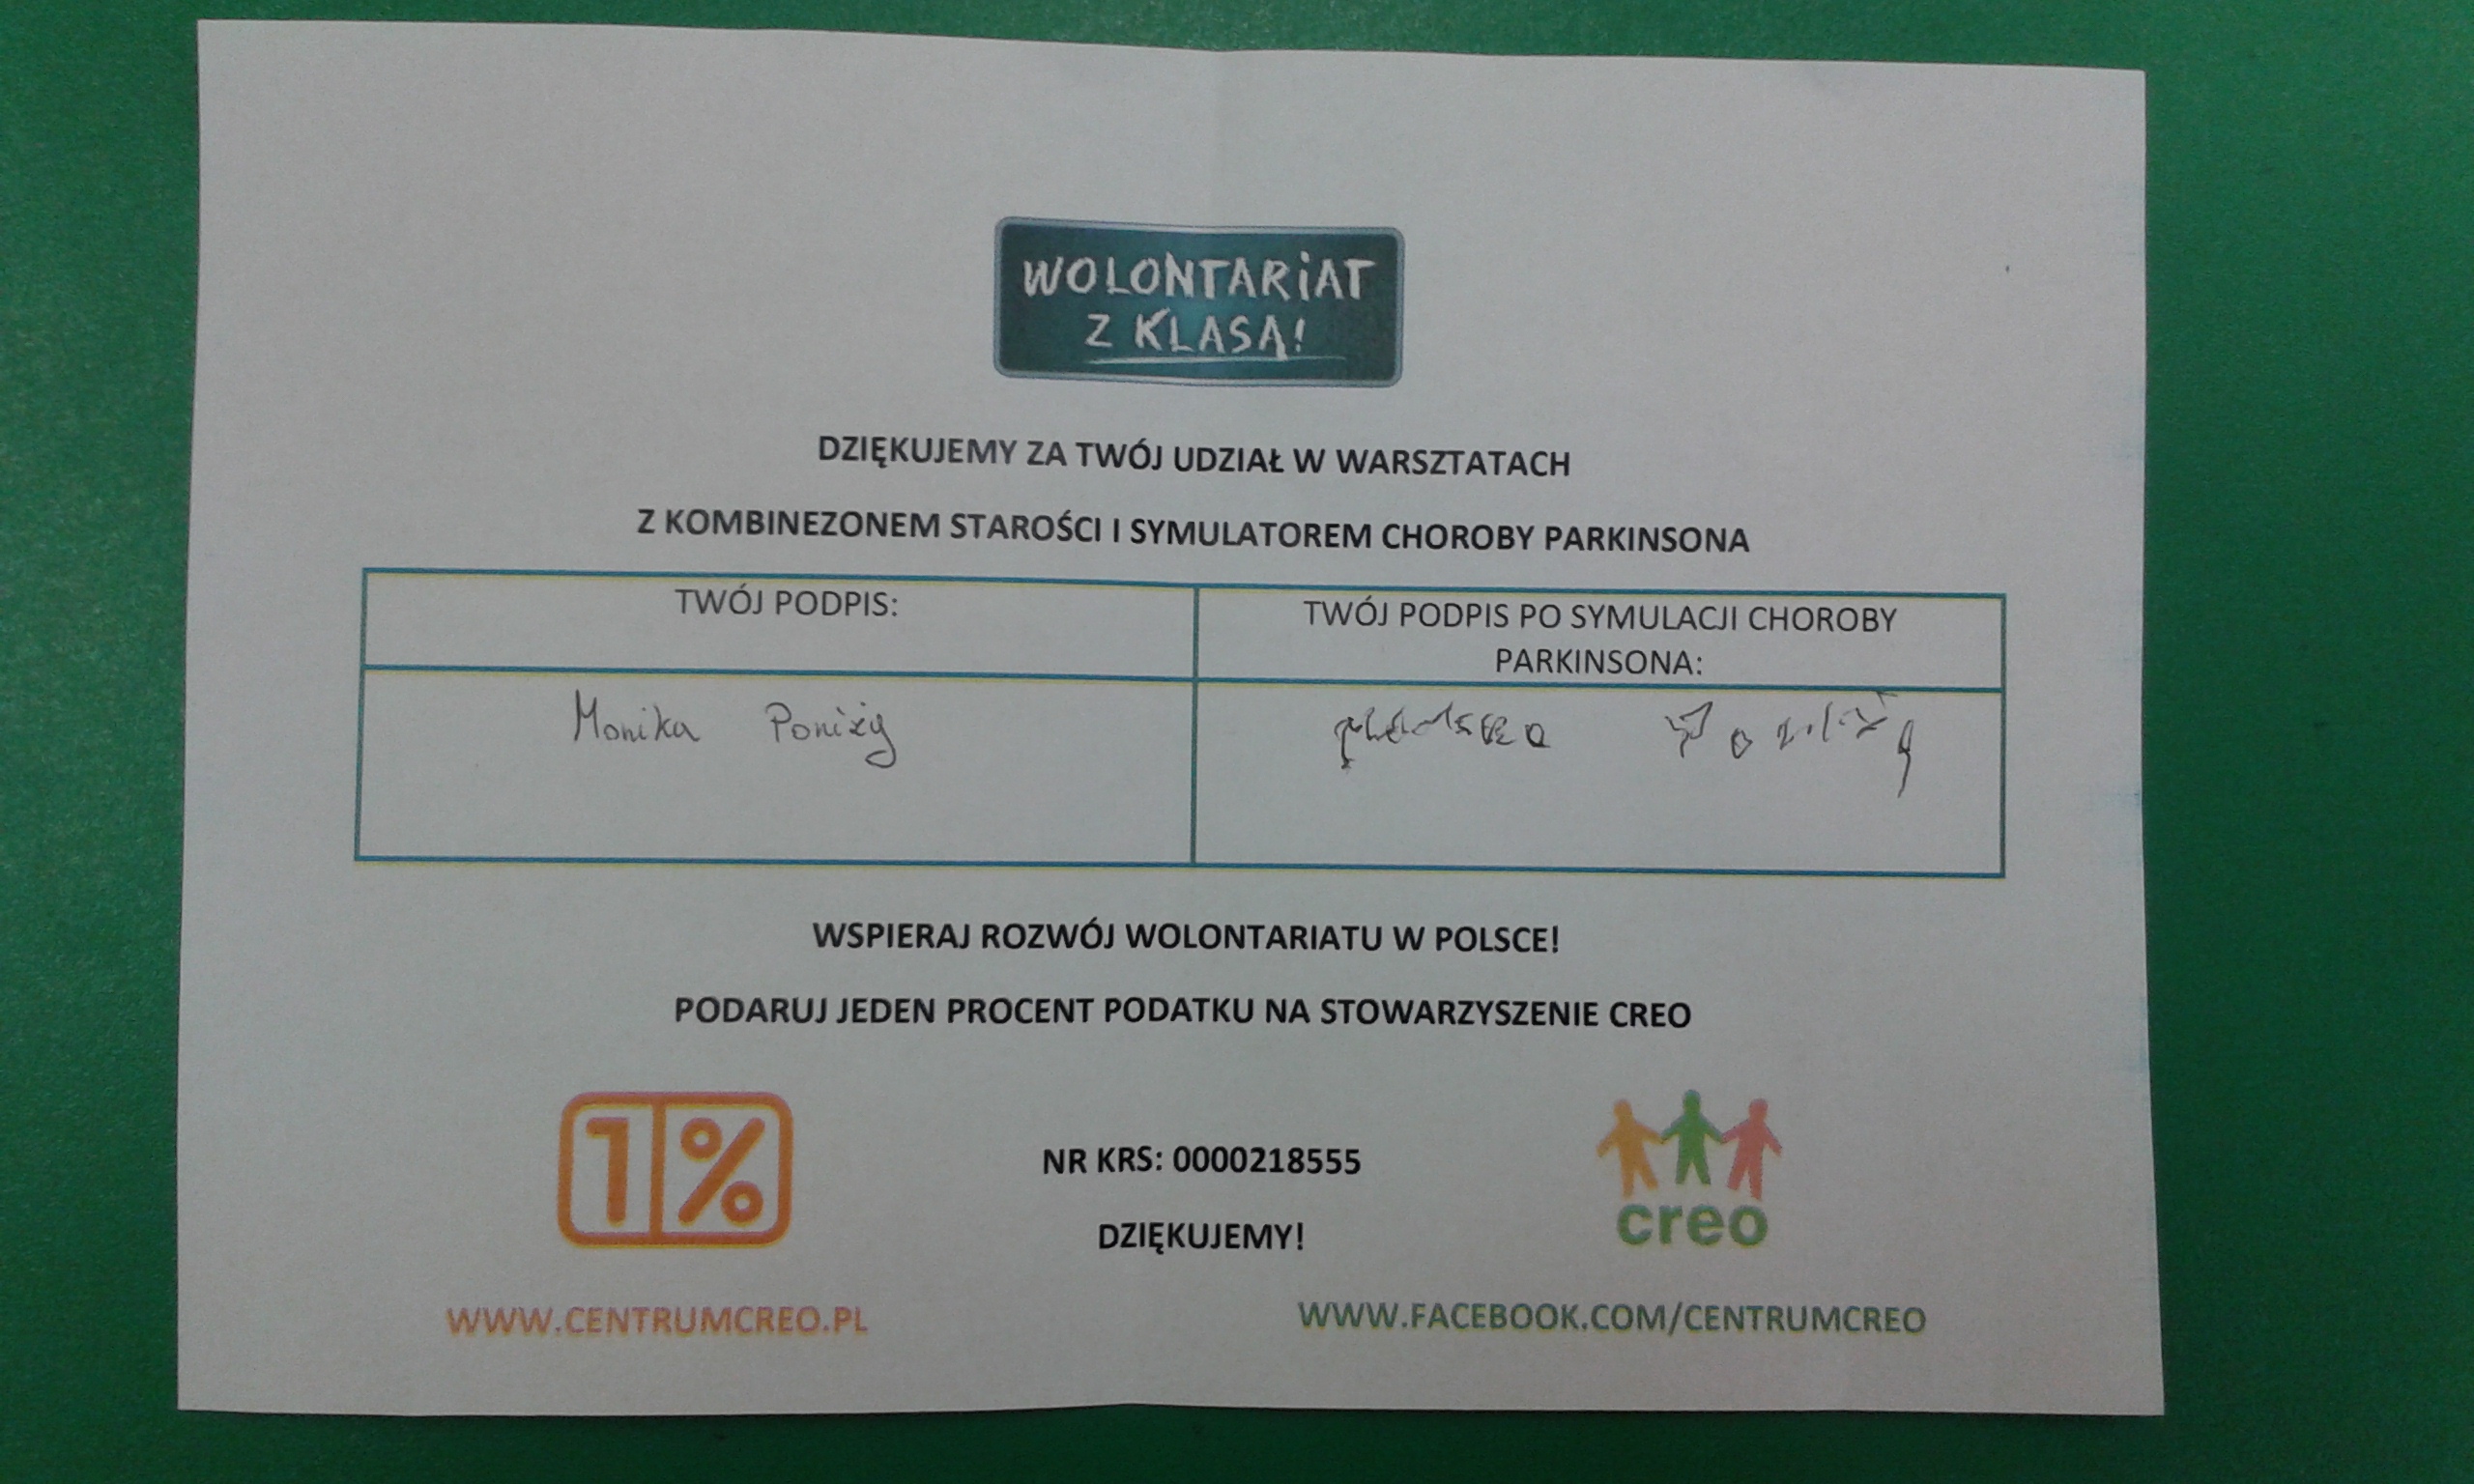 WOLONTARiAT
Z KLASĄ!
DZIĘKUJEMY ZA TWÓJ UDZIAŁ W WARSZTATACH
Z KOMBINEZONEM STAROŚCI I SYMULATOREM CHOROBY PARKINSONA
TWÓJ PODPIS:
TWÓJ PODPIS PO SYMULACJI CHOROBY
PARKINSONA:
Monika Poniży
WSPIERAJ ROZWÓJ WOLONTARIATU W POLSCE!
PODARUJ JEDEN PROCENT PODATKU NA STOWARZYSZENIE CREO
1%
NR KRS: 0000218555
DZIĘKUJEMY!
creo
WWW.CENTRUMCREO.PL
WWW.FACEBOOK.COM/CENTRUMCREO